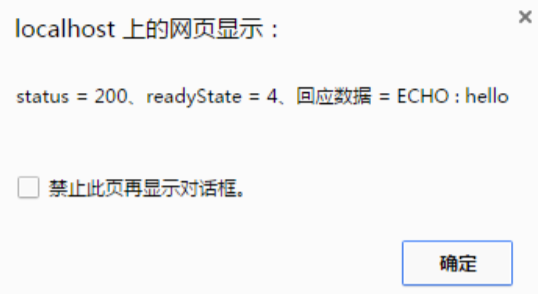 localhost 上的网页显示：
status = 200、readyState = 4、回应数据 = ECHO : hello
禁止此页再显示对话框。
确定